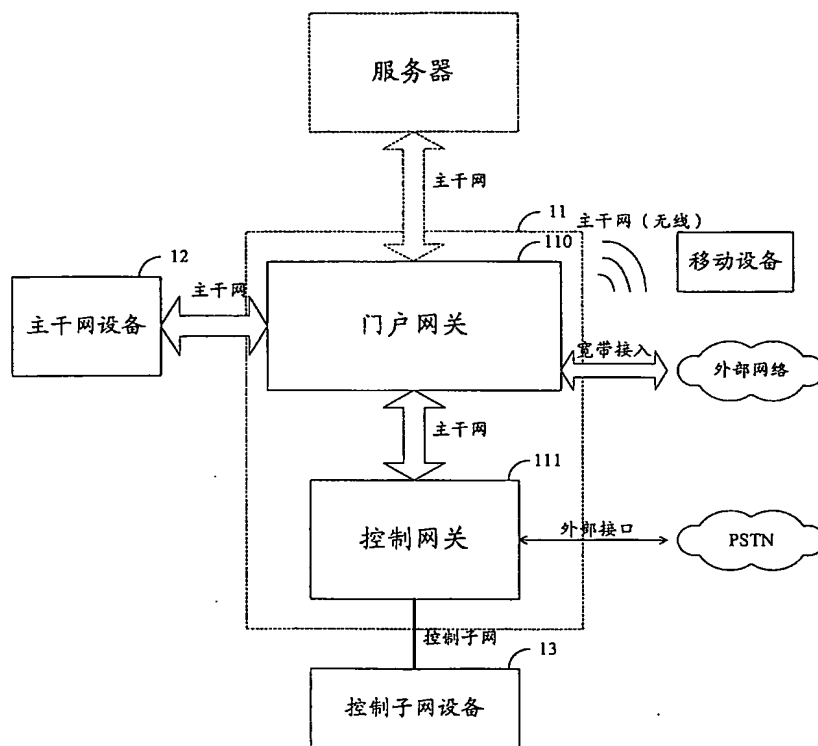 服务器
主干网
11
主干网（无线）
110
移动设备
12
主干网
主干网设备
门户网关
宽带接入
外部网络
主干网
111
控制网关
外部接口
PSTN
控制子网
13
控制子网设备